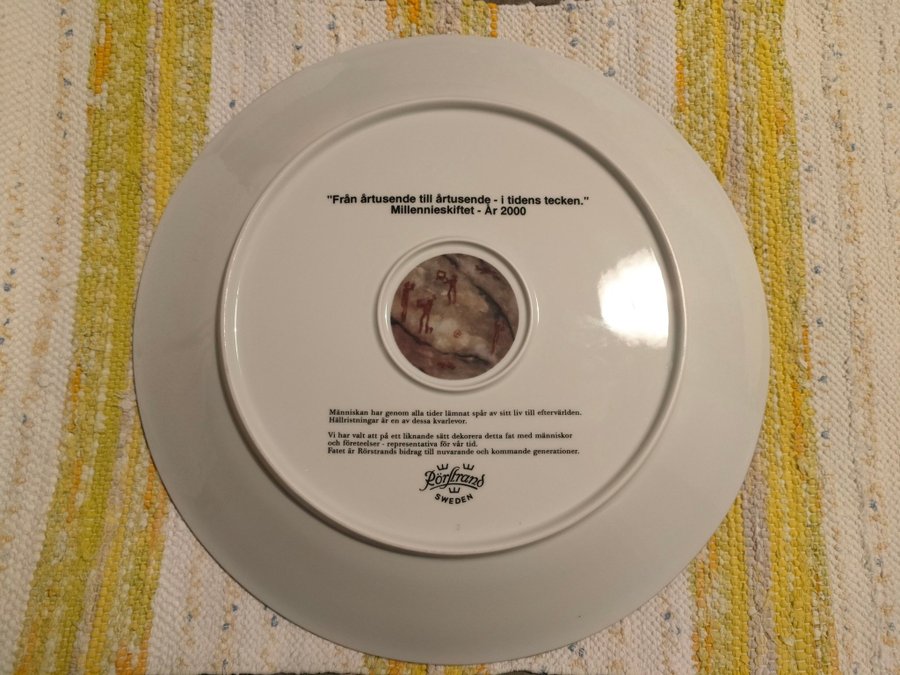 "Från årtusende till årtusende - i tidens tecken."
Millennieskiftet - År 2000
Människan har genom alla tider lämnat spår av sitt liv till eftervärlden.
Hällristningar är en av dessa kvarlevor.
Vi har valt att på ett liknande sätt dekorera detta fat med människor
och företeelser - representativa för vår tid.
Fatet är Rörstrands bidrag till nuvarande och kommande generationer.
Rörstrand
SWEDEN